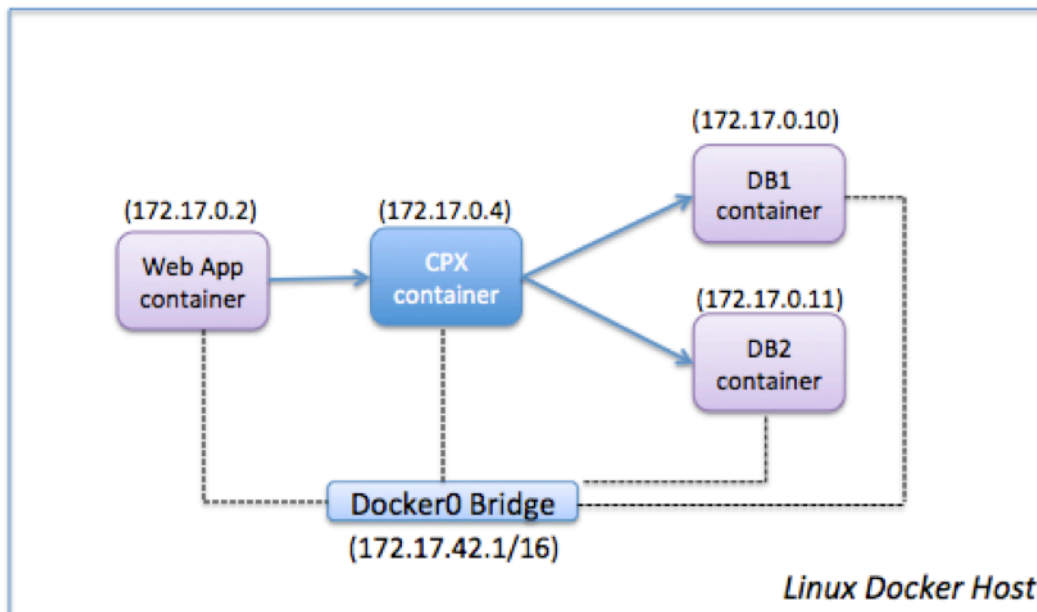 (172.17.0.10)
DB1
container
(172.17.0.2)
(172.17.0.4)
Web App
container
CPX
container
(172.17.0.11)
DB2
container
Docker0 Bridge
(172.17.42.1/16)
Linux Docker Host